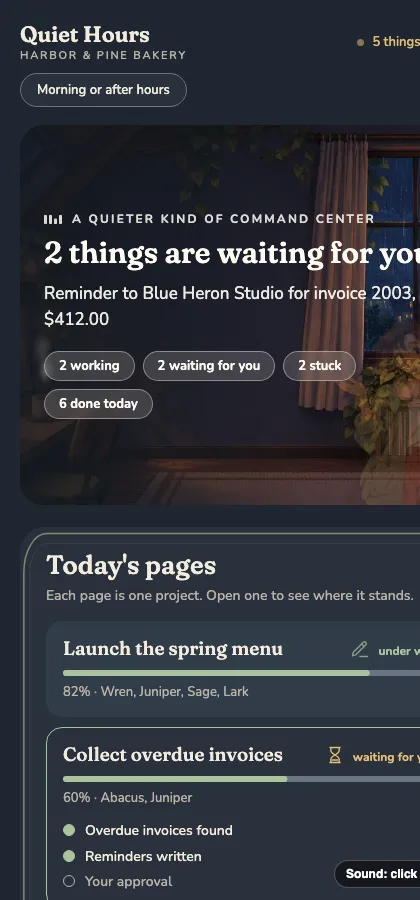 Quiet Hours
HARBOR & PINE BAKERY
5 things
Morning or after hours
A QUIETER KIND OF COMMAND CENTER
2 things are waiting for you
Reminder to Blue Heron Studio for invoice 2003,
$412.00
2 working
2 waiting for you
2 stuck
6 done today
Today's pages
Each page is one project. Open one to see where it stands.
Launch the spring menu
under
82% · Wren, Juniper, Sage, Lark
Collect overdue invoices
waiting for
60% · Abacus, Juniper
Overdue invoices found
Reminders written
Your approval
Sound: click